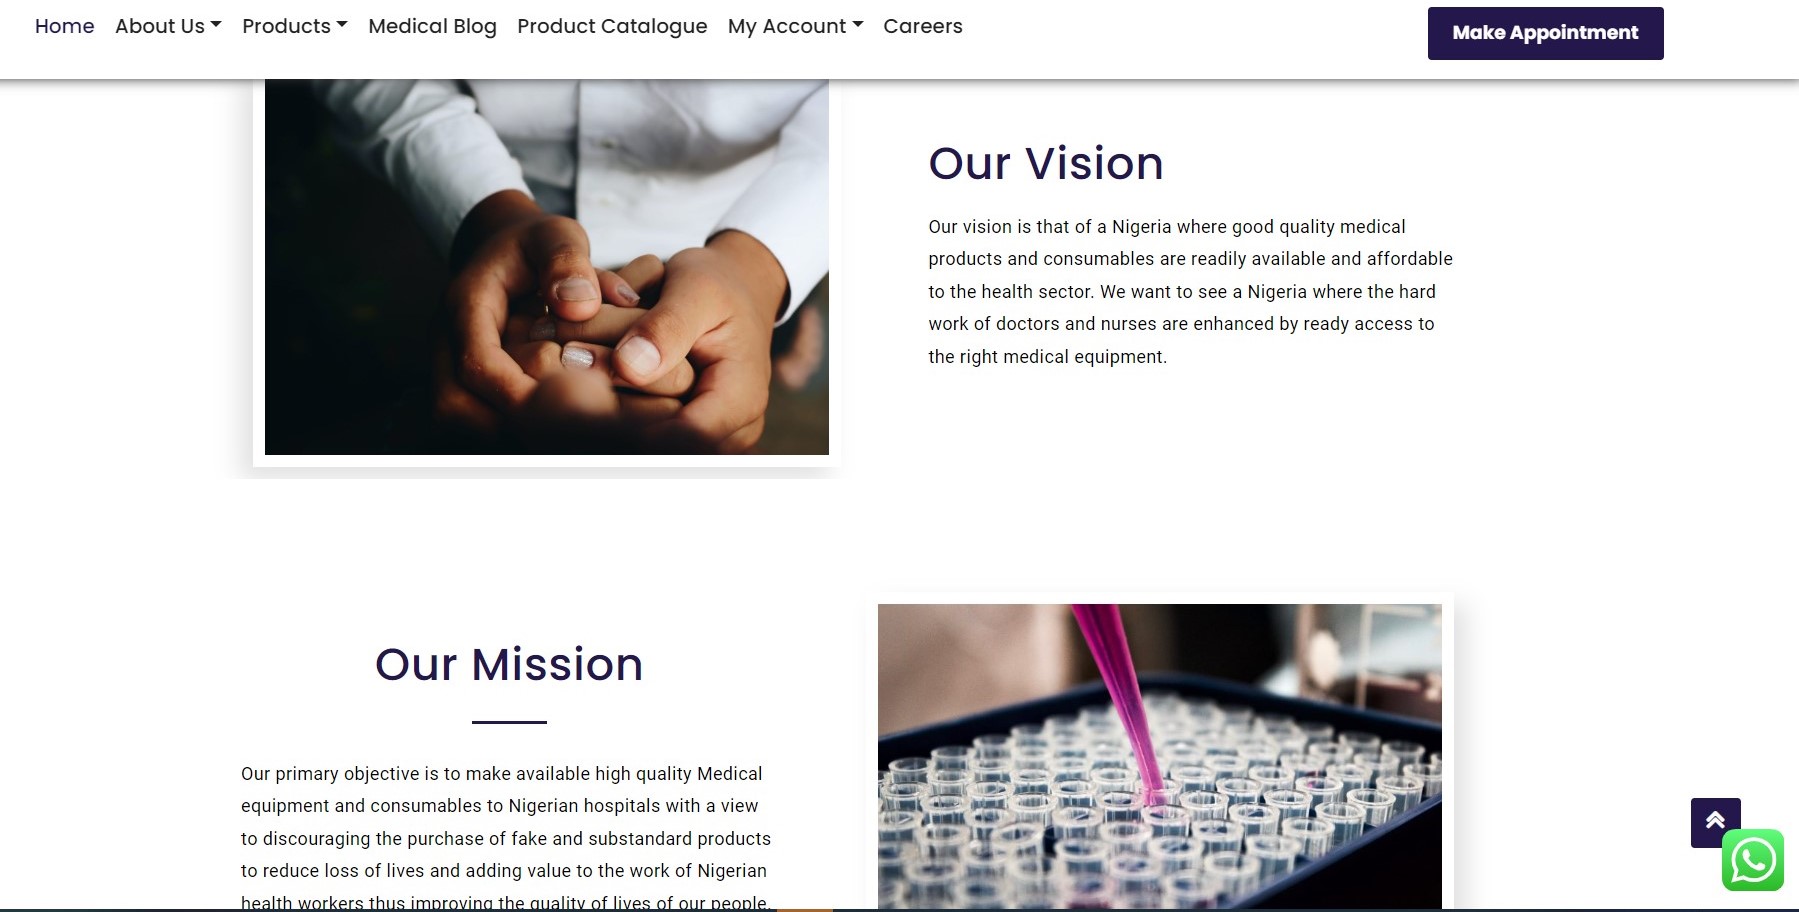 Home About Us Products Medical Blog Product Catalogue My Account Careers Make Appointment
Our Vision
Our vision is that of a Nigeria where good quality medical
products and consumables are readily available and affordable
to the health sector. We want to see a Nigeria where the hard
work of doctors and nurses are enhanced by ready access to
the right medical equipment.
Our Mission
Our primary objective is to make available high quality Medical
equipment and consumables to Nigerian hospitals with a view
to discouraging the purchase of fake and substandard products
to reduce loss of lives and adding value to the work of Nigerian
health workers thus improving the quality of lives of our people.